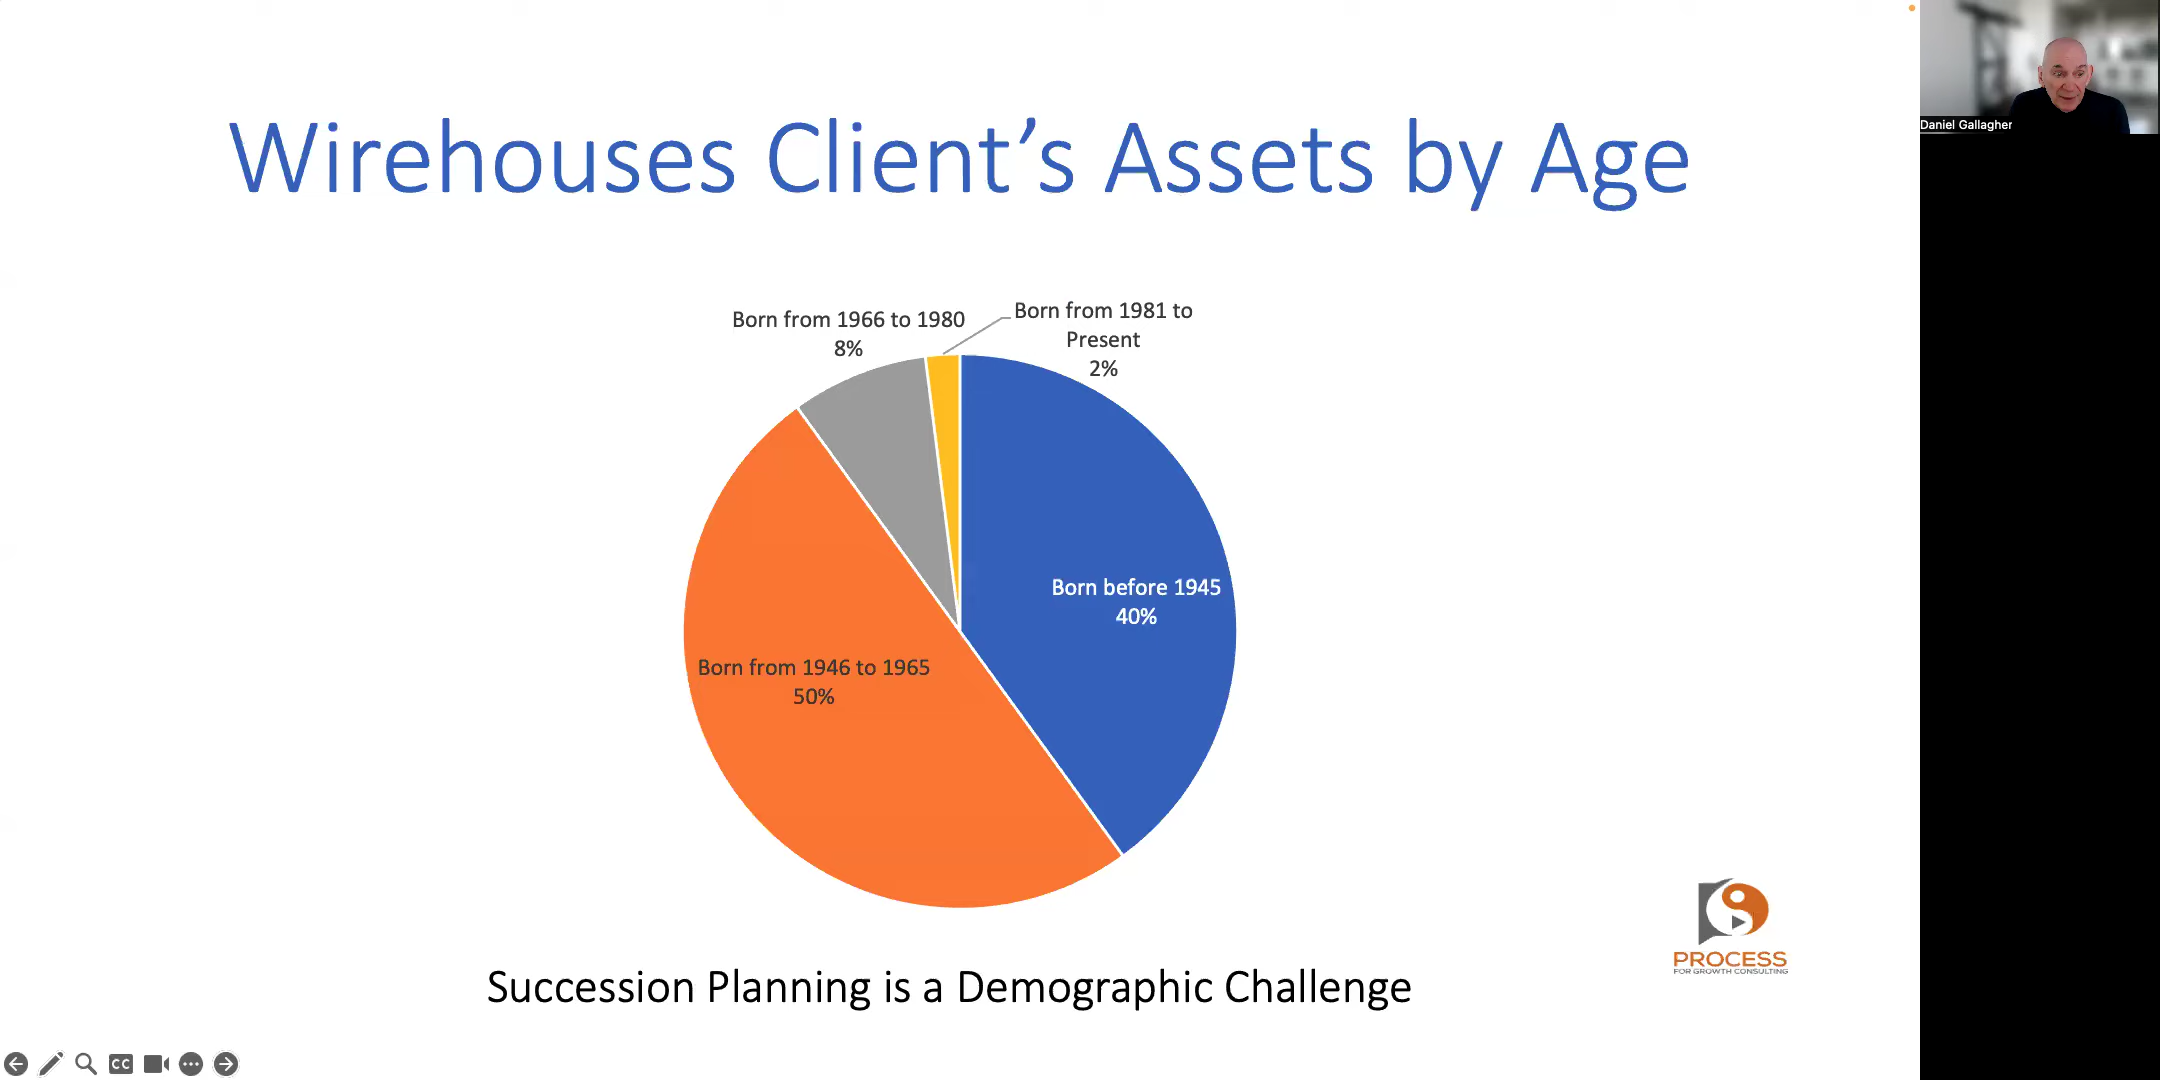 Wirehouses Client’s Assets by Age
Daniel Gallagher
Born from 1966 to 1980
8%
Born from 1981 to
Present
2%
Born before 1945
40%
Born from 1946 to 1965
50%
PROCESS
FOR GROWTH CONSULTING
Succession Planning is a Demographic Challenge
CC